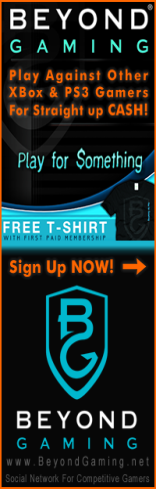 BEYOND®
GAMING
Play Against Other
XBox & PS3 Gamers
For Straight up CASH!
Play for Something
FREE T-SHIRT
WITH FIRST PAID MEMBERSHIP
Sign Up NOW!
BG
BEYOND
GAMING
www.BeyondGaming.net
Social Network For Competitive Gamers